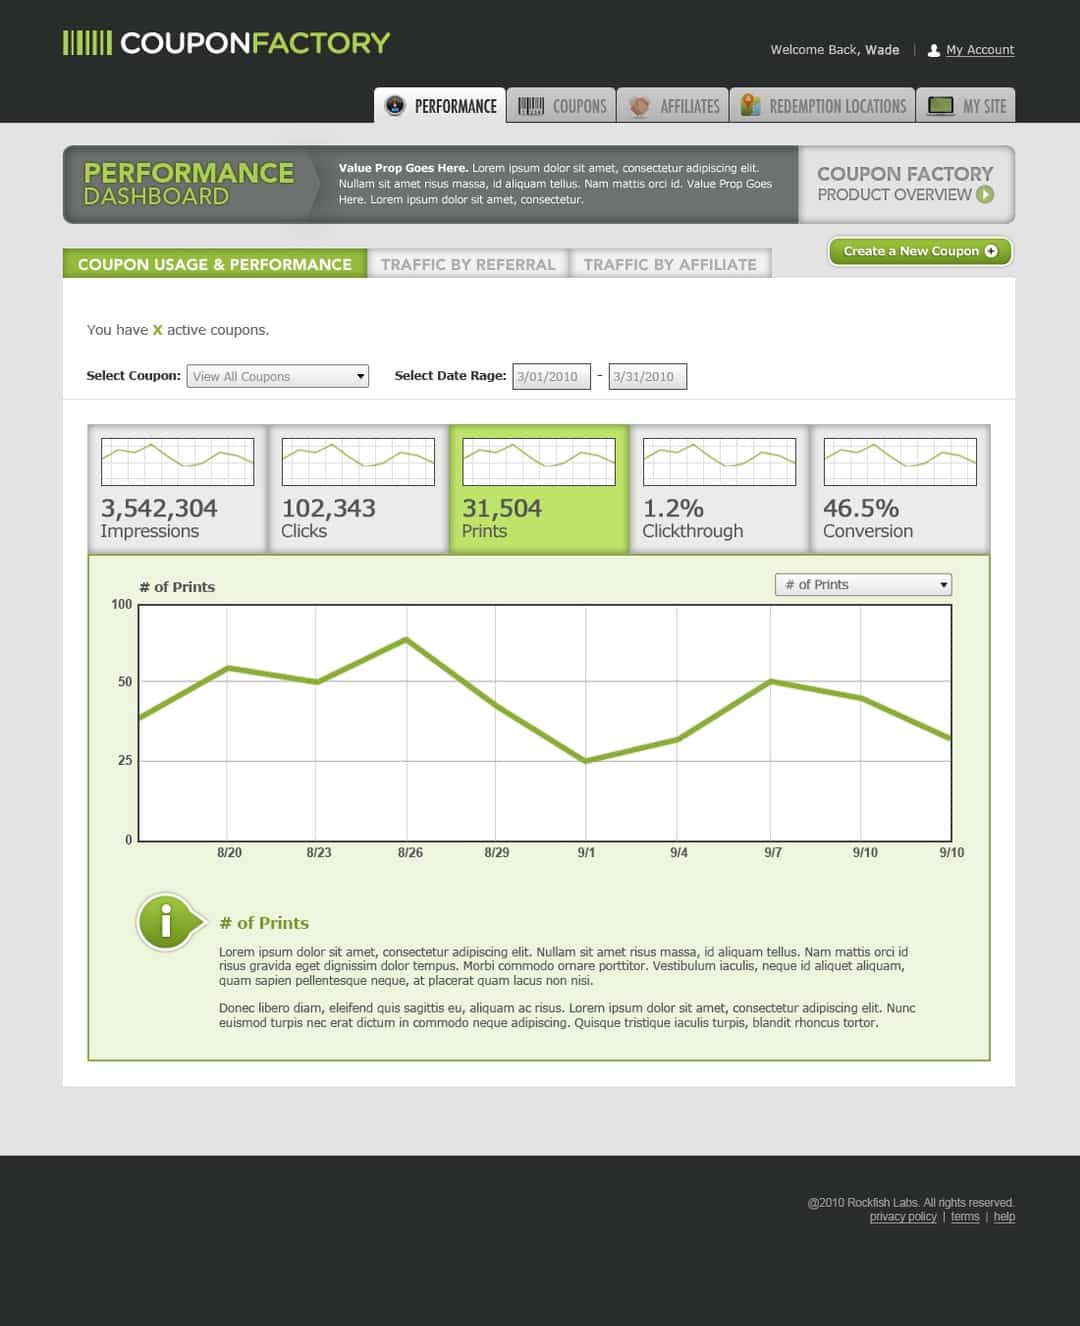 COUPONFACTORY
Welcome Back, Wade | My Account
PERFORMANCE
COUPONS
AFFILIATES
REDEMPTION LOCATIONS
MY SITE
PERFORMANCE
DASHBOARD
Value Prop Goes Here. Lorem ipsum dolor sit amet, consectetur adipiscing elit.
Nullam sit amet risus massa, id aliquam tellus. Nam mattis orci id. Value Prop Goes
Here. Lorem ipsum dolor sit amet, consectetur.
COUPON FACTORY
PRODUCT OVERVIEW
COUPON USAGE & PERFORMANCE
TRAFFIC BY REFERRAL
TRAFFIC BY AFFILIATE
Create a New Coupon
You have X active coupons.
Select Coupon: View All Coupons
Select Date Rage: 3/01/2010 - 3/31/2010
3,542,304
Impressions
102,343
Clicks
31,504
Prints
1.2%
Clickthrough
46.5%
Conversion
# of Prints
# of Prints
100
50
25
0
8/20 8/23 8/26 8/29 9/1 9/4 9/7 9/10 9/10
# of Prints
Lorem ipsum dolor sit amet, consectetur adipiscing elit. Nullam sit amet risus massa, id aliquam tellus. Nam mattis orci id
risus gravida eget dignissim dolor tempus. Morbi commodo ornare porttitor. Vestibulum iaculis, neque id aliquet aliquam,
quam sapien pellentesque neque, at placerat quam lacus non nisi.
Donec libero diam, eleifend quis sagittis eu, aliquam ac risus. Lorem ipsum dolor sit amet, consectetur adipiscing elit. Nunc
euismod turpis nec erat dictum in commodo neque adipiscing. Quisque tristique iaculis turpis, blandit rhoncus tortor.
@2010 Rockfish Labs. All rights reserved.
privacy policy | terms | help